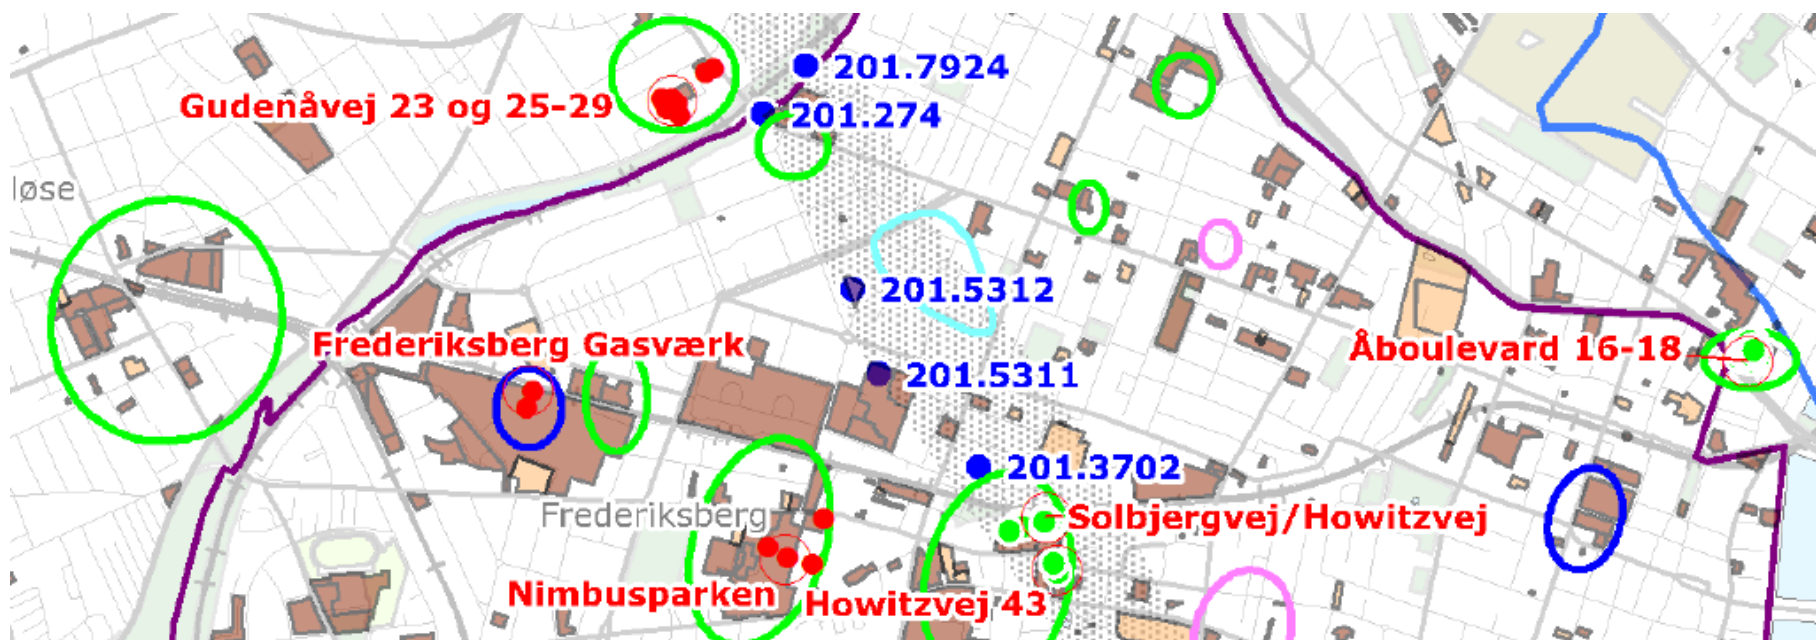 201.7924
Gudenåvej 23 og 25-29
201.274
løse
201.5312
Frederiksberg Gasværk
Åboulevard 16-18
201.5311
201.3702
Frederiksberg
Solbjergvej/Howitzvej
Nimbusparken
Howitzvej 43